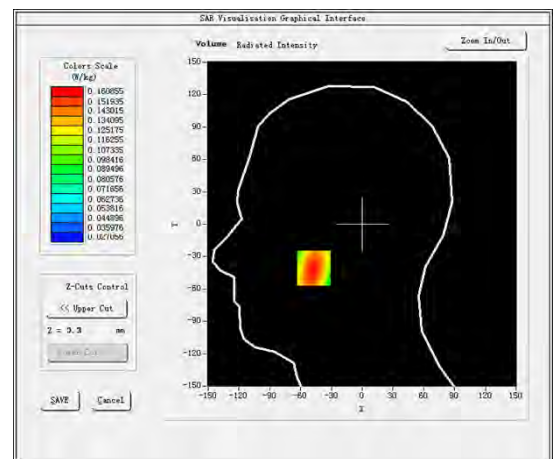 SAR Visualisation Graphical Interface
Volume Radiated Intensity
Zoom In/Out
Colors Scale
(W/kg)
0.160855
0.151935
0.143015
0.134095
0.125175
0.116255
0.107335
0.098416
0.089496
0.080576
0.071656
0.062736
0.053816
0.044896
0.035976
0.027056
150
120
90
60
30
0
-30
-60
-90
-120
-150
Y
-150 -120 -90 -60 -30 0 30 60 90 120 150
X
Z-Cuts Control
<< Upper Cut
Z = 3.3 mm
SAVE
Cancel